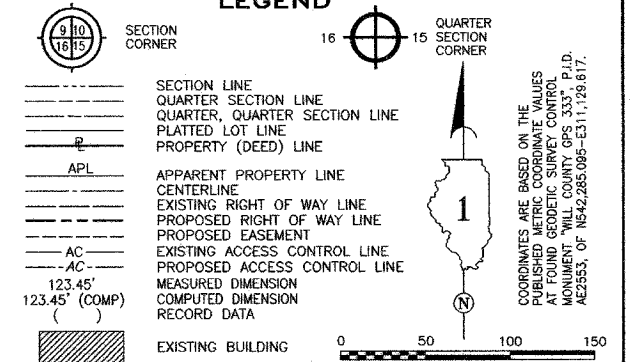 LEGEND
9 10
16 15
SECTION
CORNER
16
15
QUARTER
SECTION
CORNER
SECTION LINE
QUARTER SECTION LINE
QUARTER, QUARTER SECTION LINE
PLATTED LOT LINE
PL PROPERTY (DEED) LINE
APL APPARENT PROPERTY LINE
CENTERLINE
EXISTING RIGHT OF WAY LINE
PROPOSED RIGHT OF WAY LINE
PROPOSED EASEMENT
AC EXISTING ACCESS CONTROL LINE
AC PROPOSED ACCESS CONTROL LINE
123.45' MEASURED DIMENSION
123.45' (COMP) COMPUTED DIMENSION
( ) RECORD DATA
EXISTING BUILDING
1
N
0 50 100 150
COORDINATES ARE BASED ON THE
PUBLISHED METRIC COORDINATE VALUES
AT FOUND GEODETIC SURVEY CONTROL
MONUMENT "WILL COUNTY GPS 333", P.I.D.
AE2553, OF N542,285.095-E311,129.617.